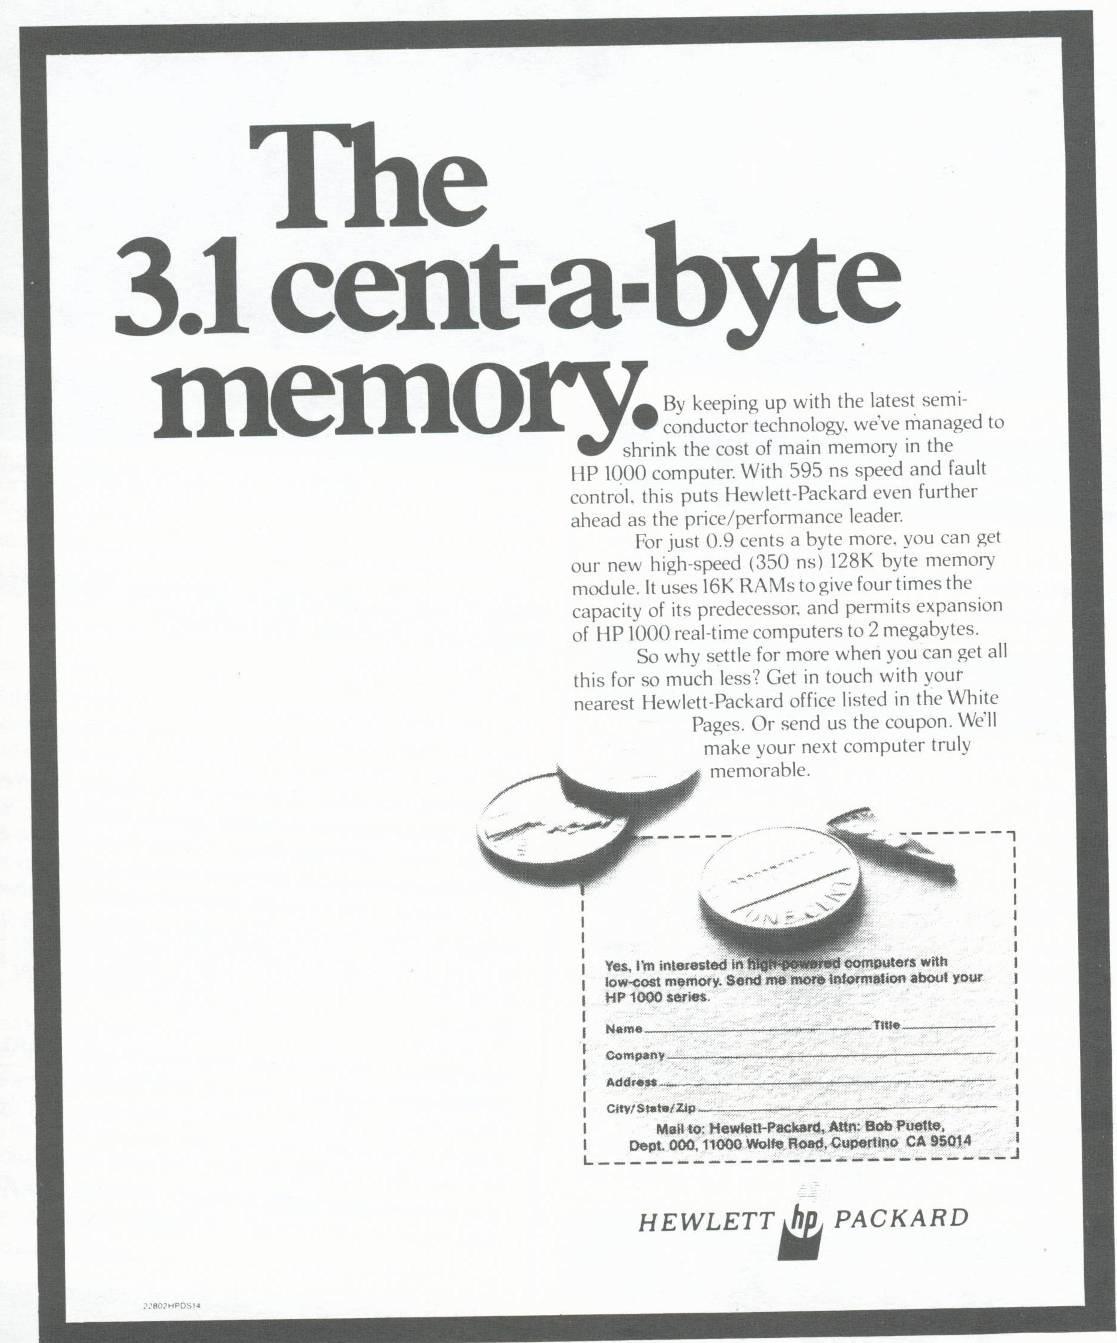 The
3.1 cent-a-byte
memory.
By keeping up with the latest semi-
conductor technology, we've managed to
shrink the cost of main memory in the
HP 1000 computer. With 595 ns speed and fault
control, this puts Hewlett-Packard even further
ahead as the price/performance leader.
For just 0.9 cents a byte more, you can get
our new high-speed (350 ns) 128K byte memory
module. It uses 16K RAMs to give four times the
capacity of its predecessor, and permits expansion
of HP 1000 real-time computers to 2 megabytes.
So why settle for more when you can get all
this for so much less? Get in touch with your
nearest Hewlett-Packard office listed in the White
Pages. Or send us the coupon. We'll
make your next computer truly
memorable.
ONE CENT
Yes, I'm interested in high-powered computers with
low-cost memory. Send me more information about your
HP 1000 series.
Name Title
Company
Address
City/State/Zip
Mail to: Hewlett-Packard, Attn: Bob Puette,
Dept. 000, 11000 Wolfe Road, Cupertino CA 95014
HEWLETT hp PACKARD
22802HPDS14